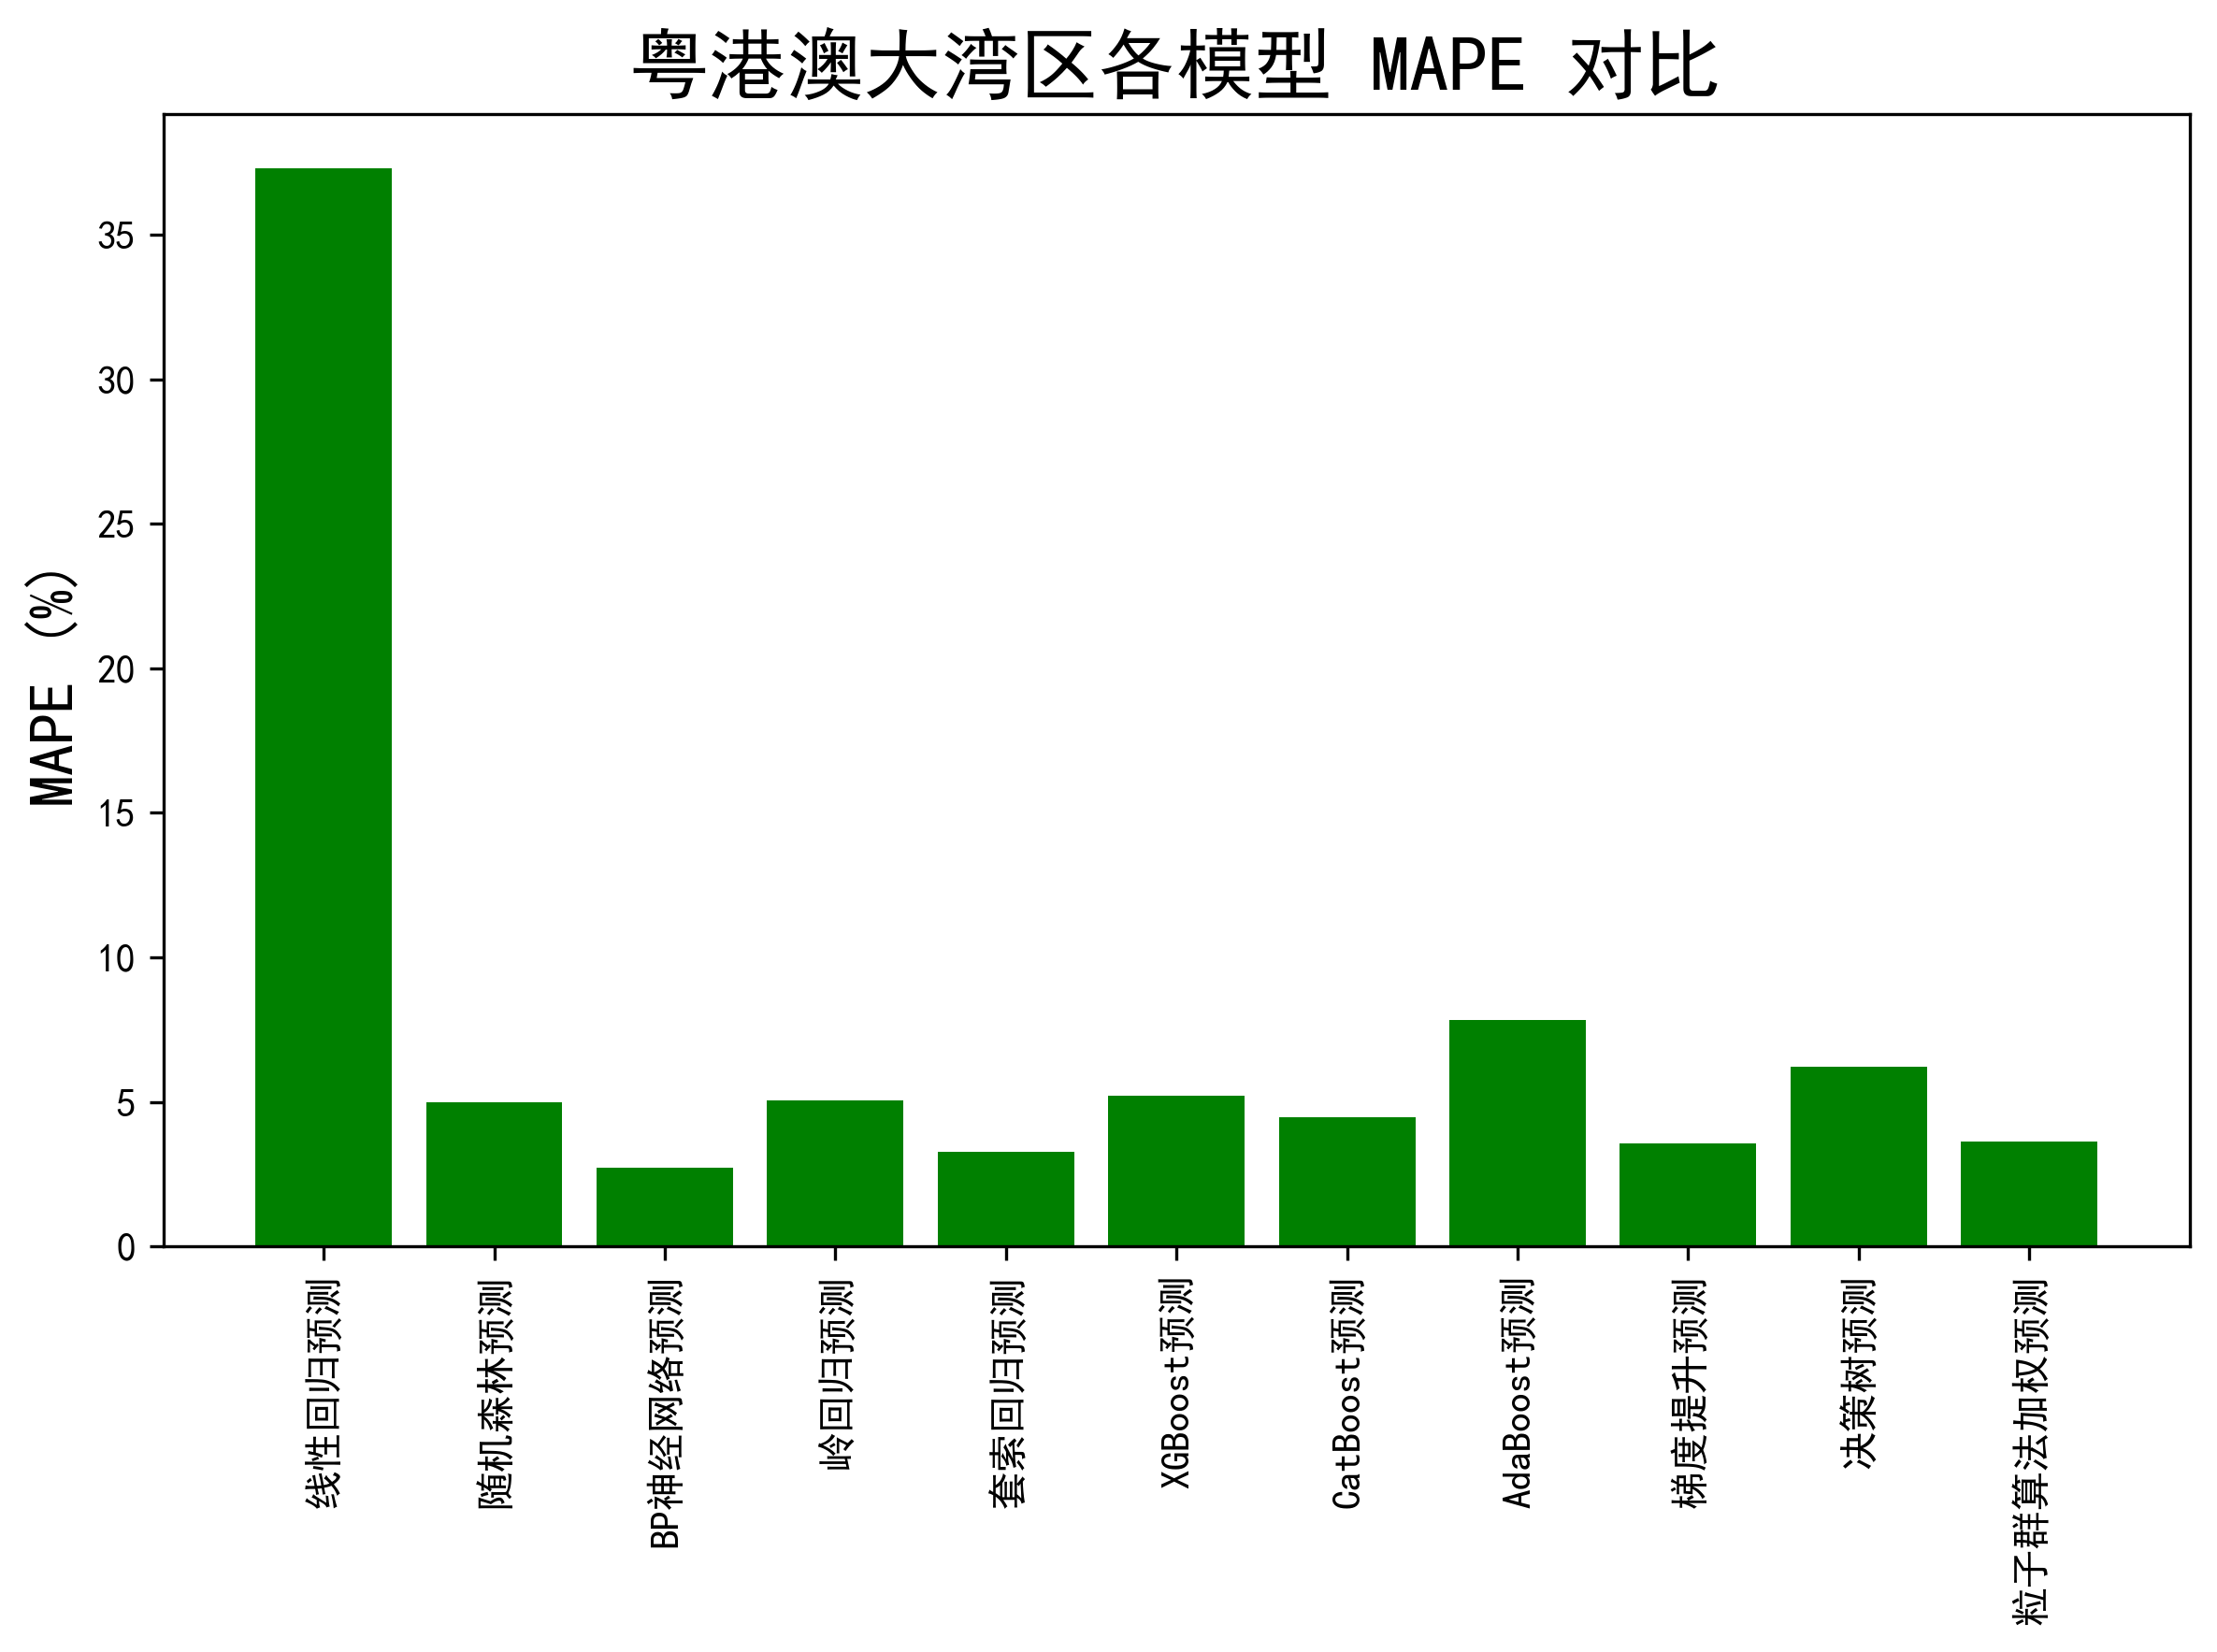 粤港澳大湾区各模型 MAPE 对比
MAPE (%)
35
30
25
20
15
10
5
0
线性回归预测
随机森林预测
BP神经网络预测
岭回归预测
套索回归预测
XGBoost预测
CatBoost预测
AdaBoost预测
梯度提升预测
决策树预测
粒子群算法加权预测